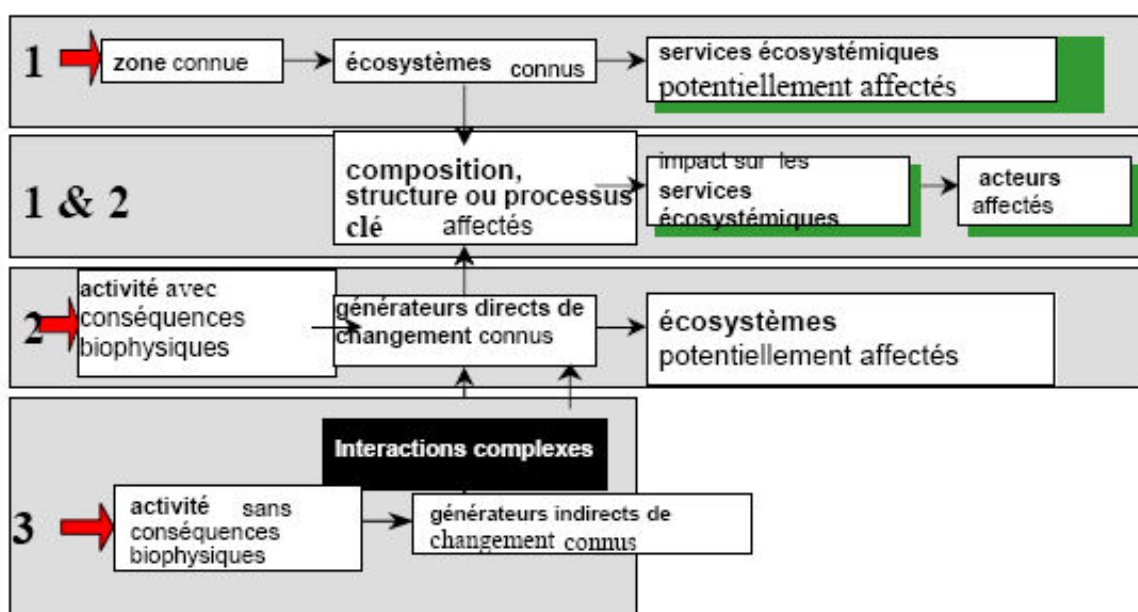 1
zone connue
écosystèmes connus
services écosystémiques
potentiellement affectés
1 & 2
composition,
structure ou processus
clé affectés
impact sur les
services
écosystémiques
acteurs
affectés
2
activité avec
conséquences
biophysiques
générateurs directs de
changement connus
écosystèmes
potentiellement affectés
Interactions complexes
3
activité sans
conséquences
biophysiques
générateurs indirects de
changement connus